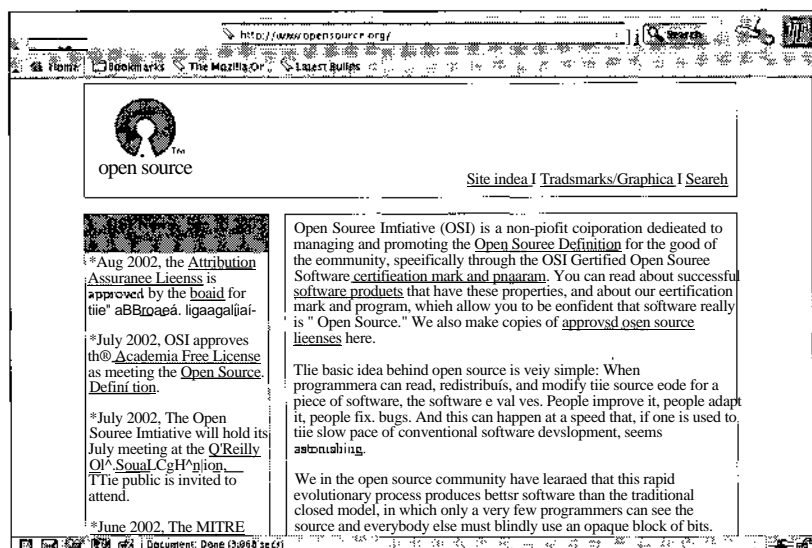 http://www.opensource.org/
Search
Home Bookmarks The Mozilla Or
Latest Builds
TM
open source
Site indea I Tradsmarks/Graphica I Seareh
*Aug 2002, the Attribution
Assuranee Lieenss is
approved by the boaid for
tiie" aBBroaeá. ligaagaljiaí-
*July 2002, OSI approves
th® Academia Free License
as meeting the Open Source.
Definí tion.
*July 2002, The Open
Souree Imtiative will hold its
July meeting at the Q'Reilly
Ol^.SouaLCgH^n|ion,
TTie public is invited to
attend.
*June 2002, The MITRE
Open Souree Imtiative (OSI) is a non-piofit coiporation dedieated to
managing and promoting the Open Souree Definition for the good of
the eommunity, speeifieally through the OSI Gertified Open Souree
Software certifieation mark and pnaaram. You can read about successful
software produets that have these properties, and about our eertification
mark and program, whieh allow you to be eonfident that software really
is " Open Source." We also make copies of approvsd osen source
lieenses here.
Tlie basic idea behind open source is veiy simple: When
programmera can read, redistribuís, and modify tiie source eode for a
piece of software, the software e val ves. People improve it, people adapt
it, people fix. bugs. And this can happen at a speed that, if one is used to
tiie slow pace of conventional software devslopment, seems
astonishing.
We in the open source community have learaed that this rapid
evolutionary process produces bettsr software than the traditional
closed model, in which only a very few programmers can see the
source and everybody else must blindly use an opaque block of bits.
Document: Done (3.068 secs)